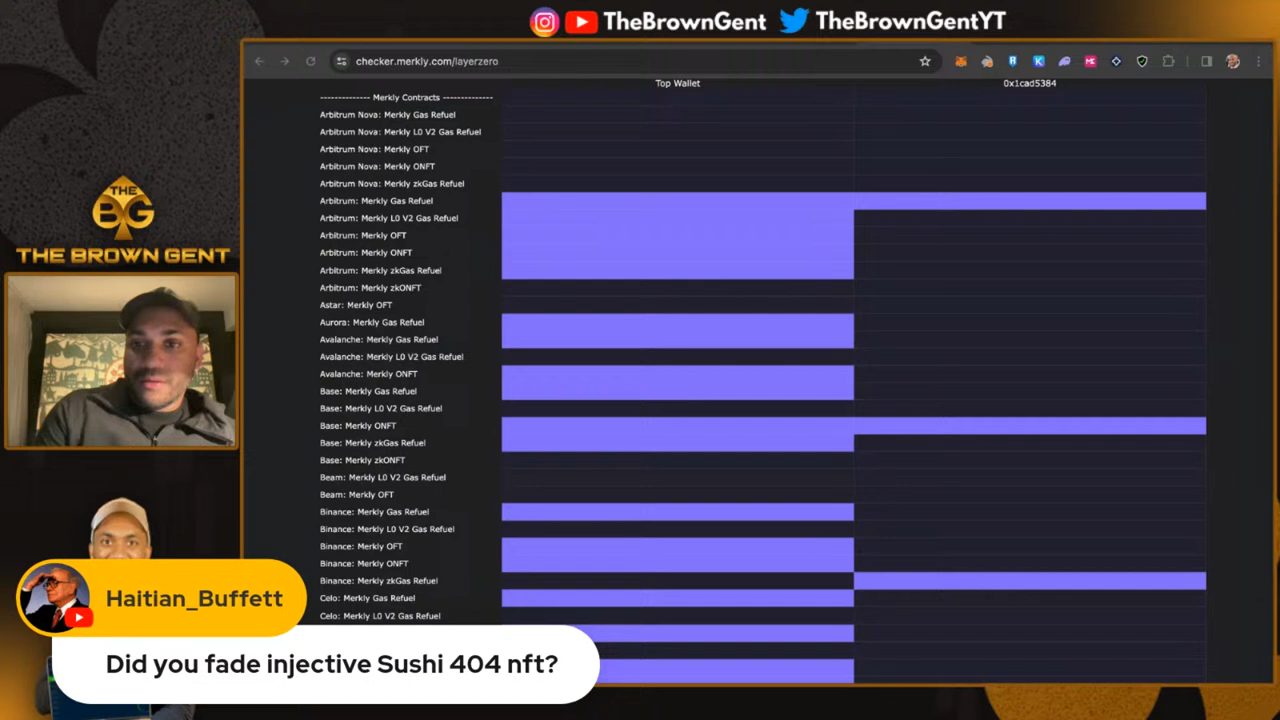 TheBrownGent TheBrownGentYT
checker.merkly.com/layerzero
THE
BG
THE BROWN GENT
Top Wallet 0x1cad5384
-------------- Merkly Contracts --------------
Arbitrum Nova: Merkly Gas Refuel
Arbitrum Nova: Merkly L0 V2 Gas Refuel
Arbitrum Nova: Merkly OFT
Arbitrum Nova: Merkly ONFT
Arbitrum Nova: Merkly zkGas Refuel
Arbitrum: Merkly Gas Refuel
Arbitrum: Merkly L0 V2 Gas Refuel
Arbitrum: Merkly OFT
Arbitrum: Merkly ONFT
Arbitrum: Merkly zkGas Refuel
Arbitrum: Merkly zkONFT
Astar: Merkly OFT
Aurora: Merkly Gas Refuel
Avalanche: Merkly Gas Refuel
Avalanche: Merkly L0 V2 Gas Refuel
Avalanche: Merkly ONFT
Base: Merkly Gas Refuel
Base: Merkly L0 V2 Gas Refuel
Base: Merkly ONFT
Base: Merkly zkGas Refuel
Base: Merkly zkONFT
Beam: Merkly L0 V2 Gas Refuel
Beam: Merkly OFT
Binance: Merkly Gas Refuel
Binance: Merkly L0 V2 Gas Refuel
Binance: Merkly OFT
Binance: Merkly ONFT
Binance: Merkly zkGas Refuel
Celo: Merkly Gas Refuel
Celo: Merkly L0 V2 Gas Refuel
Haitian_Buffett
Did you fade injective Sushi 404 nft?